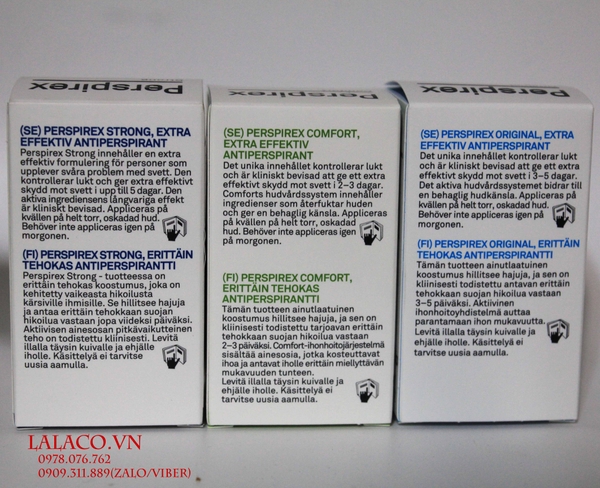 Perspirex
(SE) PERSPIREX STRONG, EXTRA
EFFEKTIV ANTIPERSPIRANT
Perspirex Strong innehåller en extra
effektiv formulering för personer som
upplever svåra problem med svett. Den
kontrollerar lukt och ger extra effektivt
skydd mot svett i upp till 5 dagar. Den
aktiva ingrediensens långvariga effekt
är kliniskt bevisad. Appliceras på
kvällen på helt torr, oskadad hud.
Behöver inte appliceras igen på
morgonen.
(FI) PERSPIREX STRONG, ERITTÄIN
TEHOKAS ANTIPERSPIRANTTI
Perspirex Strong - tuotteessa on
erittäin tehokas koostumus, joka on
kehitetty vaikeasta hikoilusta
kärsiville ihmisille. Se hillitsee hajuja
ja antaa erittäin tehokkaan suojan
hikoilua vastaan jopa viideksi päiväksi.
Aktiivisen ainesosan pitkävaikutteinen
teho on todistettu kliinisesti. Levitä
illalla täysin kuivalle ja ehjälle
iholle. Käsittelyä ei tarvitse
uusia aamulla.
Perspirex
(SE) PERSPIREX COMFORT,
EXTRA EFFEKTIV
ANTIPERSPIRANT
Det unika innehållet kontrollerar lukt
och är kliniskt bevisad att ge ett extra
effektivt skydd mot svett i 2–3 dagar.
Comforts hudvårdssystem innehåller
ingredienser som återfuktar huden
och ger en behaglig känsla. Appliceras
på kvällen på helt torr, oskadad hud.
Behöver inte appliceras igen
på morgonen.
(FI) PERSPIREX COMFORT,
ERITTÄIN TEHOKAS
ANTIPERSPIRANTTI
Tämän tuotteen ainutlaatuinen
koostumus hillitsee hajuja, ja sen on
kliinisesti todistettu tarjoavan erittäin
tehokkaan suojan hikoilua vastaan
2–3 päiväksi. Comfort-ihonhoitojärjestelmä
sisältää ainesosia, jotka kosteuttavat
ihoa ja antavat iholle erittäin miellyttävän
mukavuuden tunteen.
Levitä illalla täysin kuivalle ja
ehjälle iholle. Käsittelyä ei
tarvitse uusia aamulla.
Perspirex
(SE) PERSPIREX ORIGINAL, EXTRA
EFFEKTIV ANTIPERSPIRANT
Det unika innehållet kontrollerar lukt
och är kliniskt bevisad att ge ett extra
effektivt skydd mot svett i 3–5 dagar.
Det aktiva hudvårdssystemet bidrar till
en behaglig hudkänsla. Appliceras på
kvällen på helt torr, oskadad hud.
Behöver inte appliceras igen på
morgonen.
(FI) PERSPIREX ORIGINAL, ERITTÄIN
TEHOKAS ANTIPERSPIRANTTI
Tämän tuotteen ainutlaatuinen
koostumus hillitsee hajuja, ja sen on
kliinisesti todistettu antavan erittäin
tehokkaan suojan hikoilua vastaan
3–5 päiväksi. Aktiivinen
ihonhoitoyhdistelmä auttaa
parantamaan ihon mukavuutta.
Levitä illalla täysin kuivalle ja
ehjälle iholle. Käsittelyä ei
tarvitse uusia aamulla.
LALACO.VN
0978.076.762
0909.311.889(ZALO/VIBER)